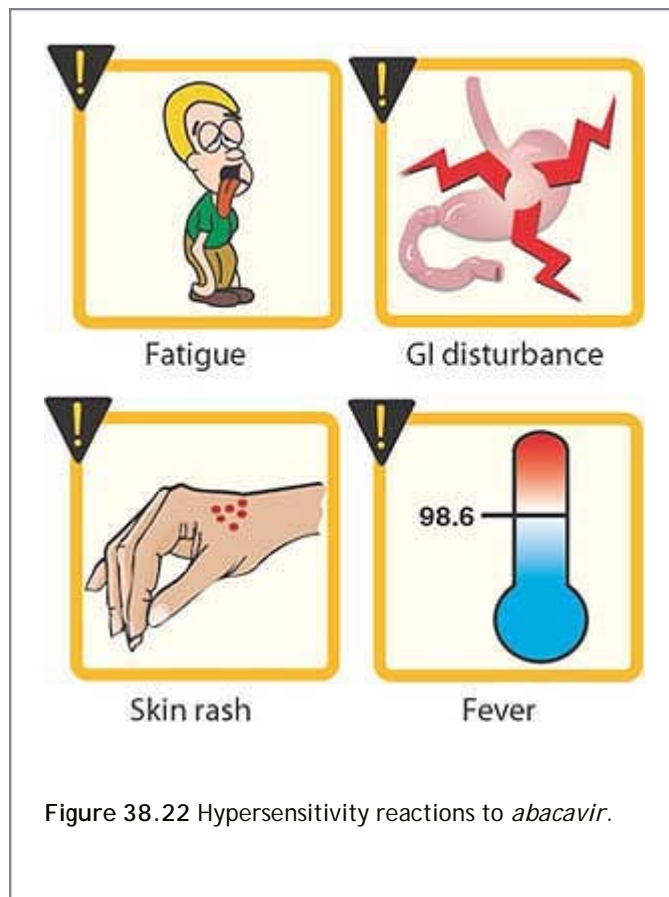 !
!
Fatigue
GI disturbance
!
!
98.6
Skin rash
Fever
Figure 38.22 Hypersensitivity reactions to abacavir.